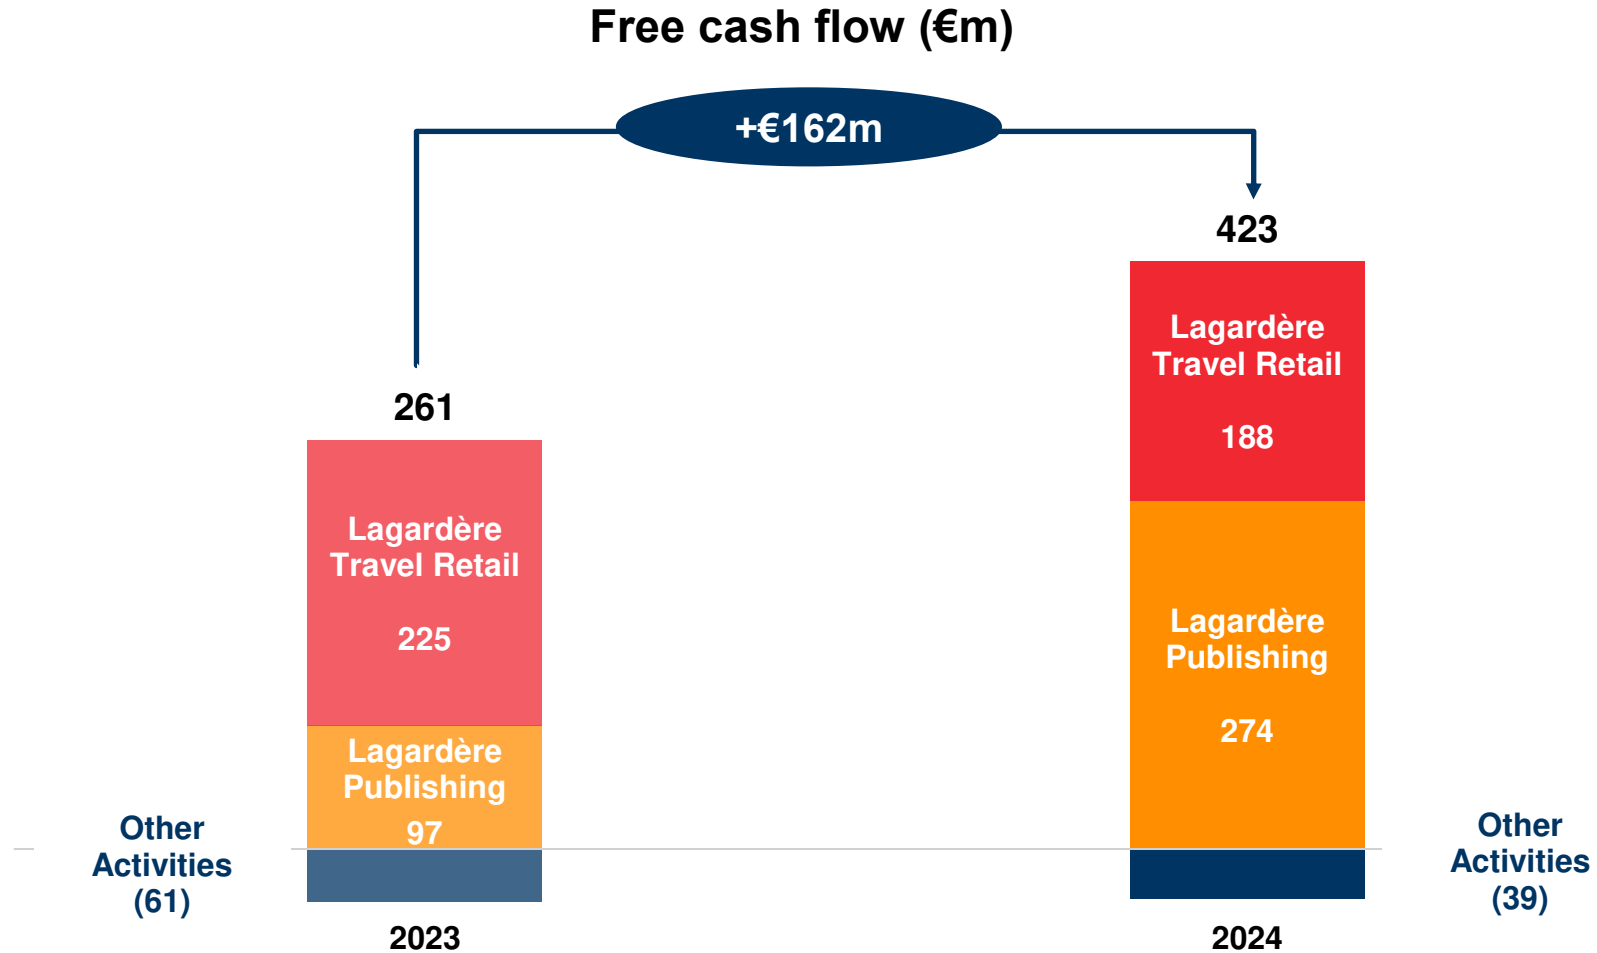 Free cash flow (€m)
+€162m
261
423
Lagardère
Travel Retail
225
Lagardère
Publishing
97
Other
Activities
(61)
2023
Lagardère
Travel Retail
188
Lagardère
Publishing
274
Other
Activities
(39)
2024